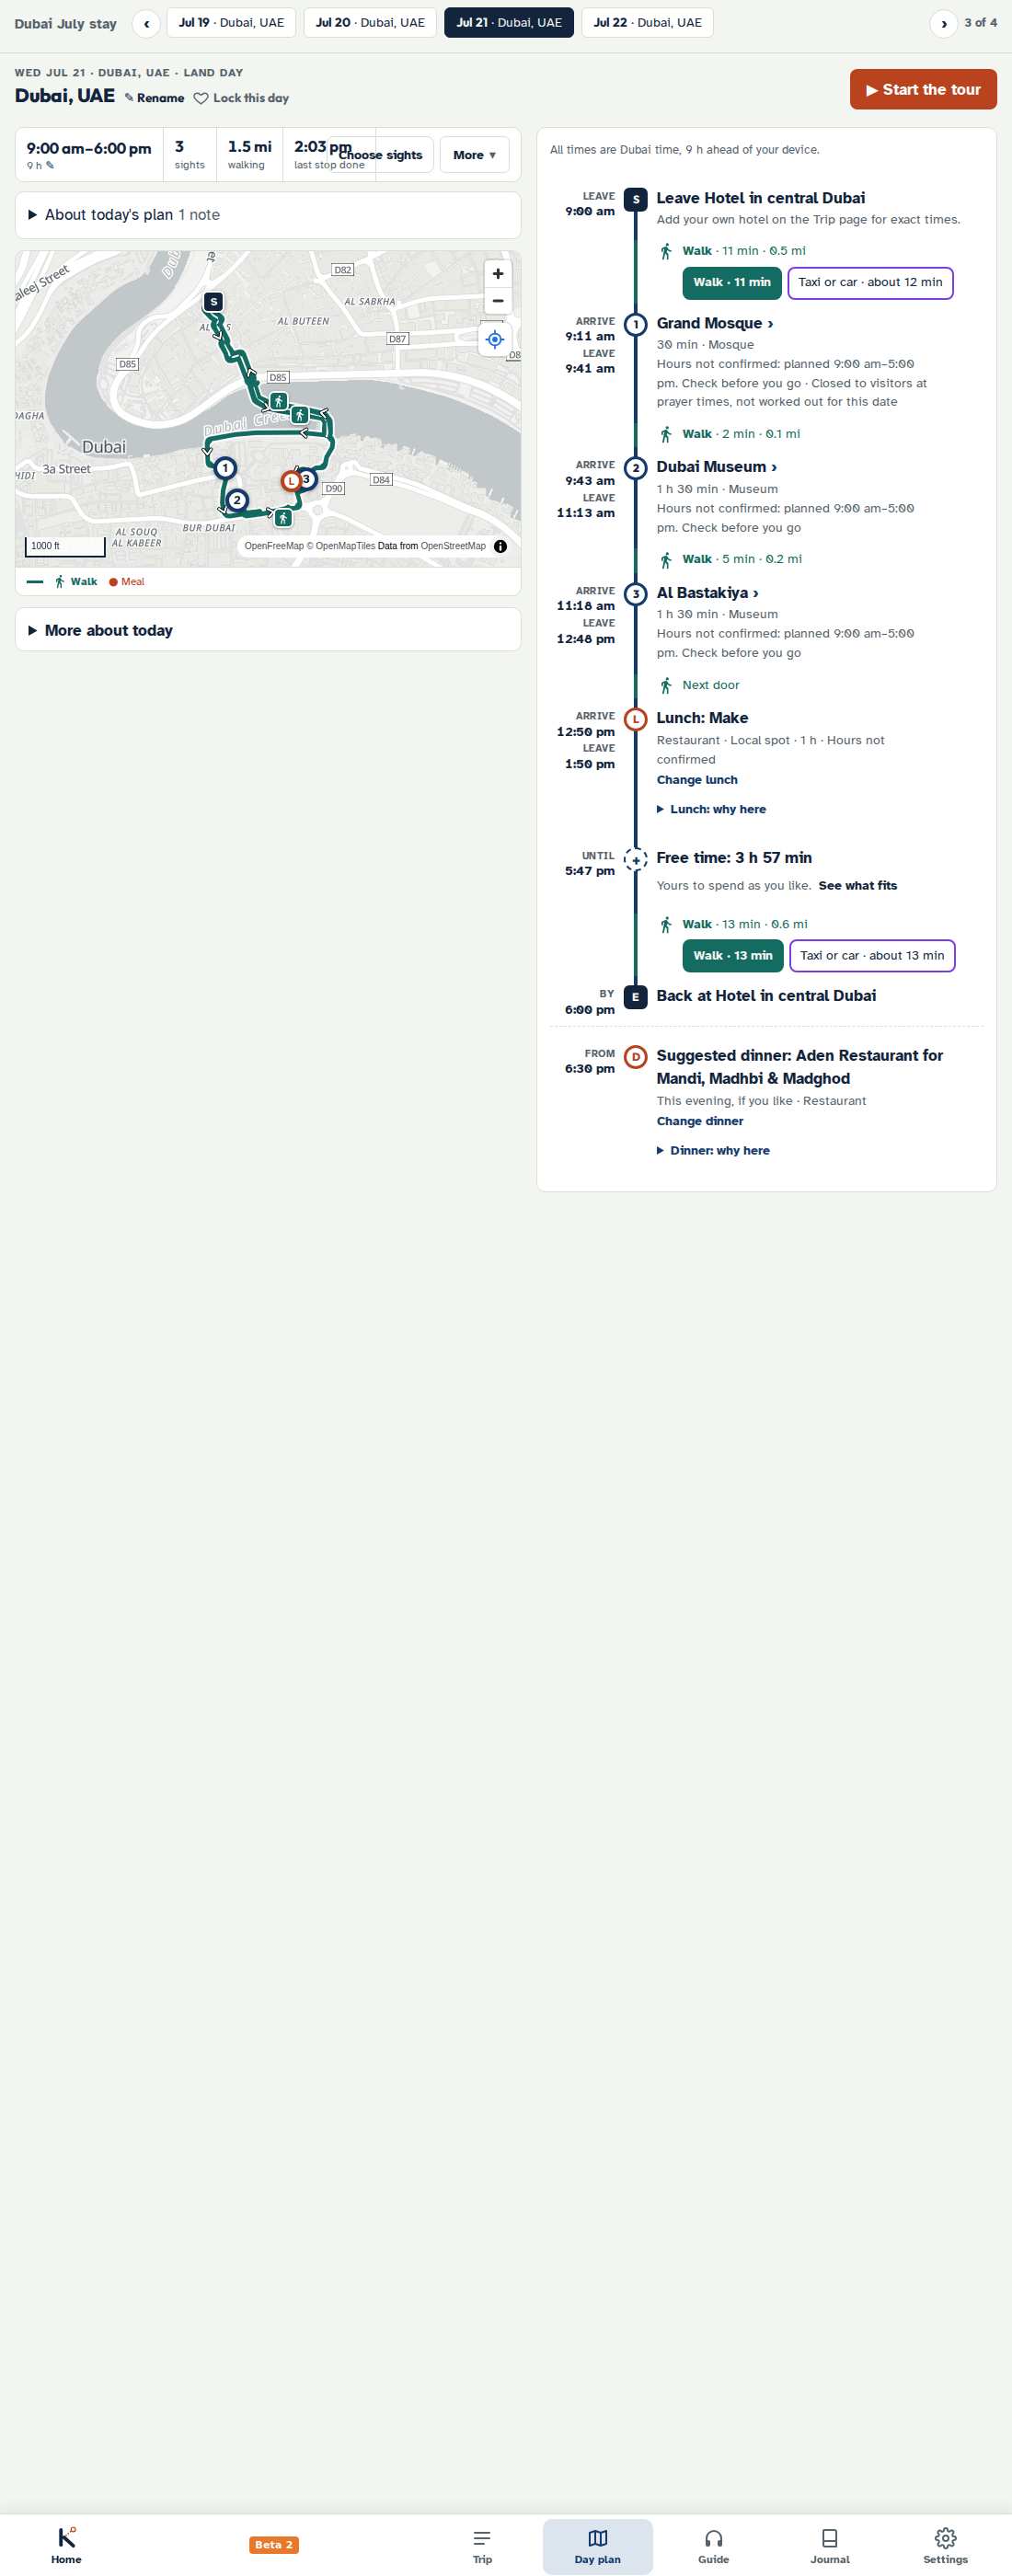 Dubai July stay
‹
Jul 19 · Dubai, UAE
Jul 20 · Dubai, UAE
Jul 21 · Dubai, UAE
Jul 22 · Dubai, UAE
›
3 of 4
WED JUL 21 · DUBAI, UAE · LAND DAY
Dubai, UAE ✎ Rename Lock this day
▶ Start the tour
9:00 am–6:00 pm
9 h ✎
3
sights
1.5 mi
walking
2:03 pm
last stop done
Choose sights
More ▼
▶ About today's plan 1 note
aleej Street
Dub
et
D82
AL SABKHA
S
AL BUTEEN
D87
D85
D85
D8
DAGHA
Dubai Cre
Dubai
3a Street
HIDI
1
L
3
D90
D84
2
BUR DUBAI
AL SOUQ
AL KABEER
+
−
1000 ft
OpenFreeMap © OpenMapTiles Data from OpenStreetMap
Walk
Meal
▶ More about today
All times are Dubai time, 9 h ahead of your device.
LEAVE
9:00 am
S
Leave Hotel in central Dubai
Add your own hotel on the Trip page for exact times.
Walk · 11 min · 0.5 mi
Walk · 11 min
Taxi or car · about 12 min
ARRIVE
9:11 am
LEAVE
9:41 am
1
Grand Mosque ›
30 min · Mosque
Hours not confirmed: planned 9:00 am–5:00
pm. Check before you go · Closed to visitors at
prayer times, not worked out for this date
Walk · 2 min · 0.1 mi
ARRIVE
9:43 am
LEAVE
11:13 am
2
Dubai Museum ›
1 h 30 min · Museum
Hours not confirmed: planned 9:00 am–5:00
pm. Check before you go
Walk · 5 min · 0.2 mi
ARRIVE
11:18 am
LEAVE
12:48 pm
3
Al Bastakiya ›
1 h 30 min · Museum
Hours not confirmed: planned 9:00 am–5:00
pm. Check before you go
Next door
ARRIVE
12:50 pm
LEAVE
1:50 pm
L
Lunch: Make
Restaurant · Local spot · 1 h · Hours not
confirmed
Change lunch
▶ Lunch: why here
UNTIL
5:47 pm
+
Free time: 3 h 57 min
Yours to spend as you like. See what fits
Walk · 13 min · 0.6 mi
Walk · 13 min
Taxi or car · about 13 min
BY
6:00 pm
E
Back at Hotel in central Dubai
FROM
6:30 pm
D
Suggested dinner: Aden Restaurant for
Mandi, Madhbi & Madghod
This evening, if you like · Restaurant
Change dinner
▶ Dinner: why here
Home
Beta 2
Trip
Day plan
Guide
Journal
Settings